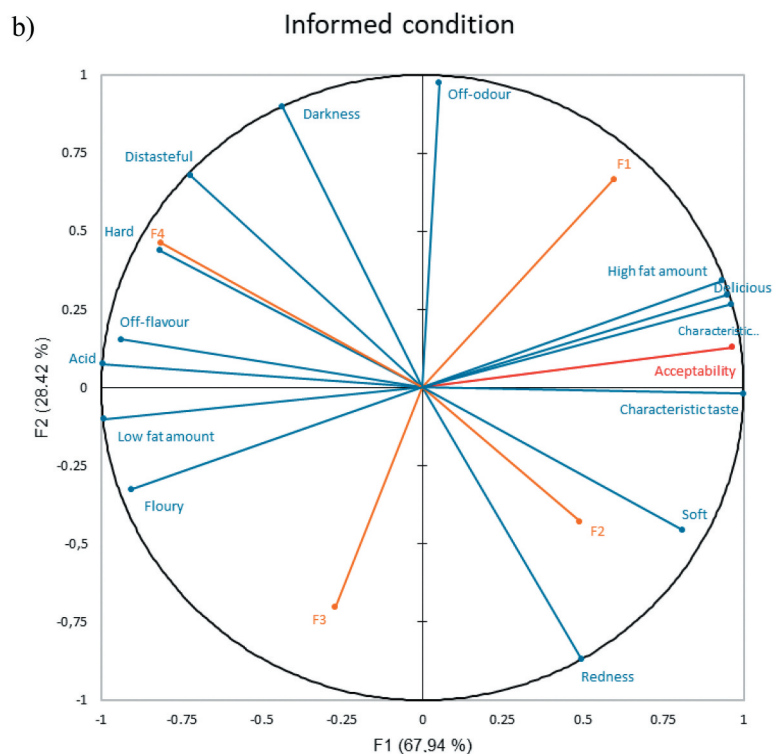 b)
Informed condition
1
Off-odour
Darkness
0.75
Distasteful
F1
0.5
Hard
F4
High fat amount
Delicious
0.25
Off-flavour
Characteristic..
Acid
Acceptability
0
Characteristic taste
Low fat amount
-0.25
Floury
Soft
F2
-0,5
F3
-0.75
Redness
-1
-1
-0.75
-0.5
-0.25
0
0.25
0.5
0.75
1
F2 (28.42 %)
F1 (67.94 %)